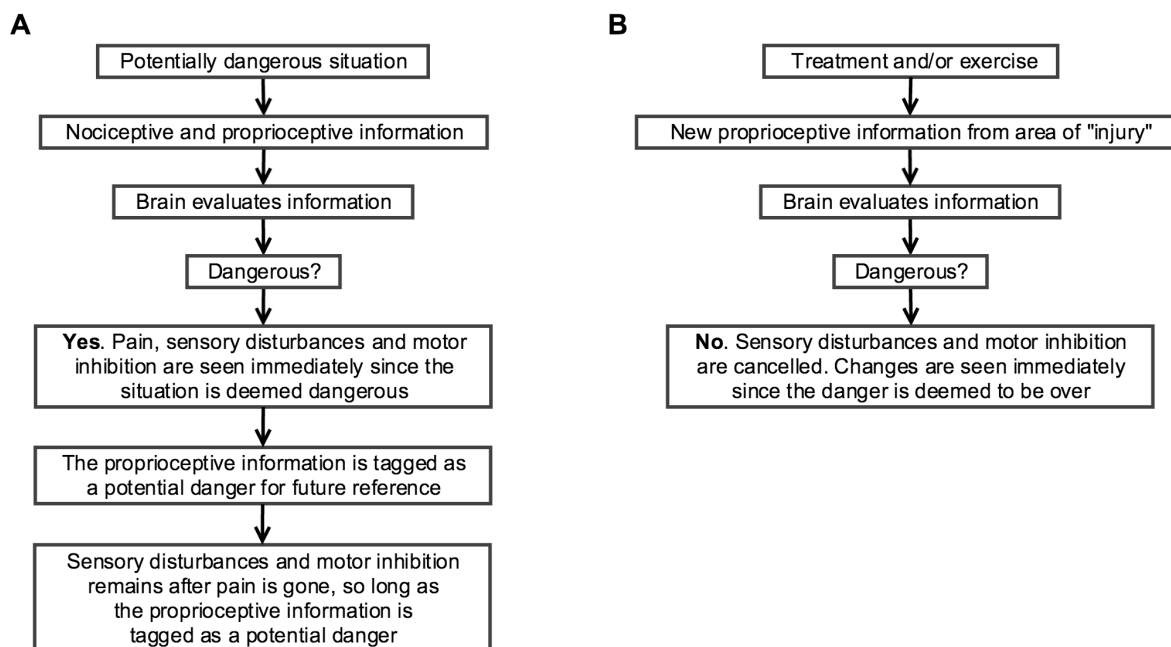 A
Potentially dangerous situation
Nociceptive and proprioceptive information
Brain evaluates information
Dangerous?
Yes. Pain, sensory disturbances and motor
inhibition are seen immediately since the
situation is deemed dangerous
The proprioceptive information is tagged as
a potential danger for future reference
Sensory disturbances and motor inhibition
remains after pain is gone, so long as
the proprioceptive information is
tagged as a potential danger
B
Treatment and/or exercise
New proprioceptive information from area of "injury"
Brain evaluates information
Dangerous?
No. Sensory disturbances and motor inhibition
are cancelled. Changes are seen immediately
since the danger is deemed to be over